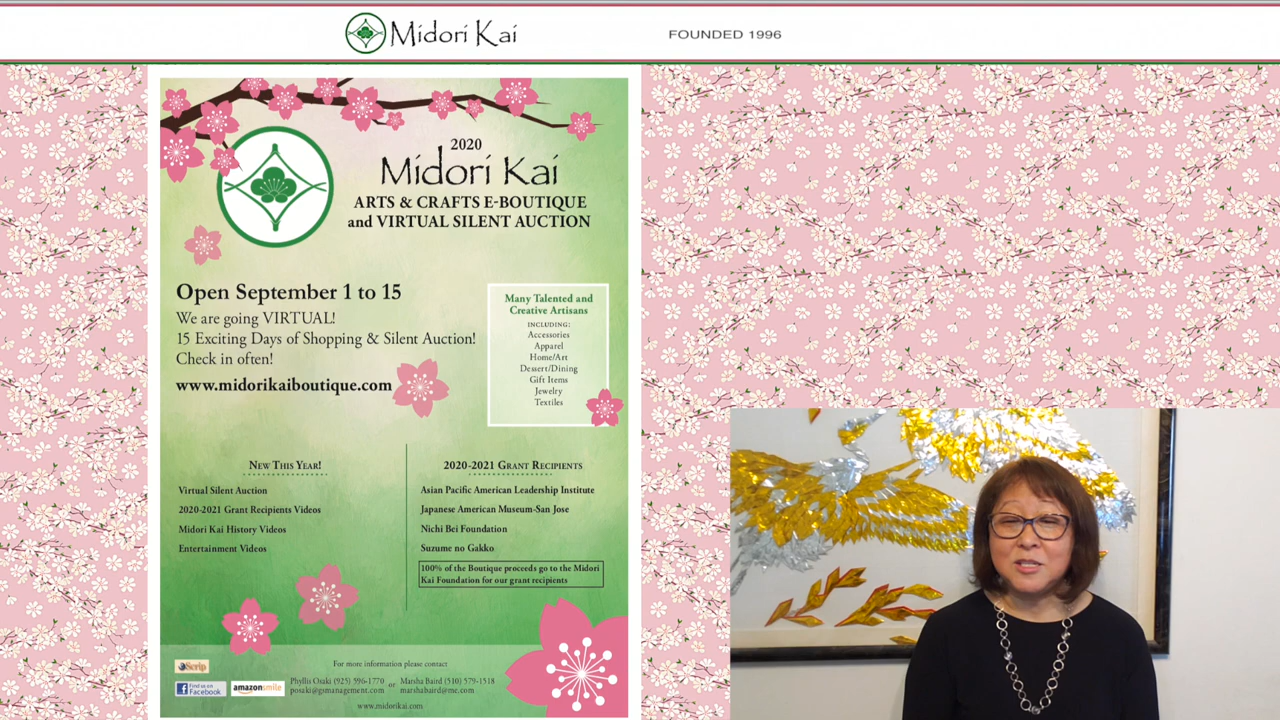 Midori Kai
FOUNDED 1996
2020
Midori Kai
ARTS & CRAFTS E-BOUTIQUE
and VIRTUAL SILENT AUCTION
Open September 1 to 15
We are going VIRTUAL!
15 Exciting Days of Shopping & Silent Auction!
Check in often!
www.midorikaiboutique.com
Many Talented and
Creative Artisans
INCLUDING:
Accessories
Apparel
Home/Art
Dessert/Dining
Gift Items
Jewelry
Textiles
NEW THIS YEAR!
Virtual Silent Auction
2020-2021 Grant Recipients Videos
Midori Kai History Videos
Entertainment Videos
2020-2021 GRANT RECIPIENTS
Asian Pacific American Leadership Institute
Japanese American Museum-San Jose
Nichi Bei Foundation
Suzume no Gakko
100% of the Boutique proceeds go to the Midori
Kai Foundation for our grant recipients
eScrip
Find us on
Facebook
amazonsmile
For more information please contact
Phyllis Osaki (925) 596-1770
posaki@gsmanagement.com
or
Marsha Baird (510) 579-1518
marshabaird@me.com
www.midorikai.com